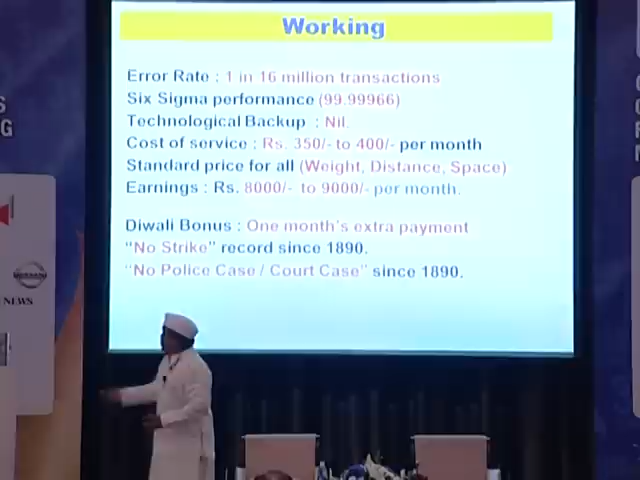 Working
Error Rate : 1 in 16 million transactions
Six Sigma performance (99.99966)
Technological Backup : Nil.
Cost of service : Rs. 350/- to 400/- per month
Standard price for all (Weight, Distance, Space)
Earnings : Rs. 8000/- to 9000/- per month.
Diwali Bonus : One month's extra payment
"No Strike" record since 1890.
"No Police Case / Court Case" since 1890.
S
G
NISSAN
NEWS